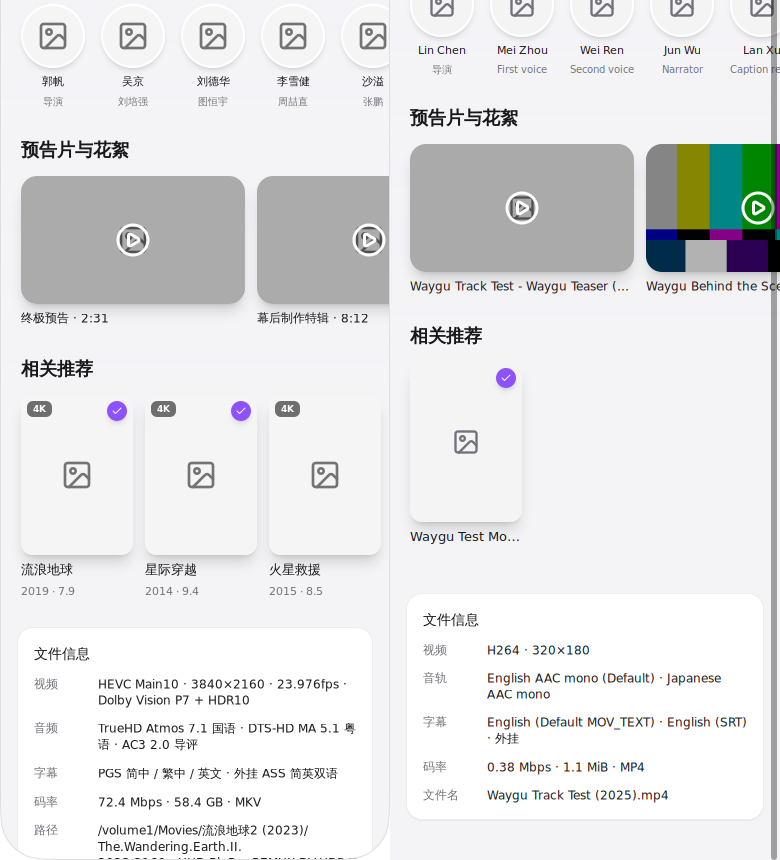 郭帆
导演
吴京
刘培强
刘德华
图恒宇
李雪健
周喆直
沙溢
张鹏
预告片与花絮
终极预告 · 2:31
幕后制作特辑 · 8:12
相关推荐
4K
4K
4K
流浪地球
2019 · 7.9
星际穿越
2014 · 9.4
火星救援
2015 · 8.5
文件信息
视频
HEVC Main10 · 3840×2160 · 23.976fps ·
Dolby Vision P7 + HDR10
音频
TrueHD Atmos 7.1 国语 · DTS-HD MA 5.1 粤
语 · AC3 2.0 导评
字幕
PGS 简中 / 繁中 / 英文 · 外挂 ASS 简英双语
码率
72.4 Mbps · 58.4 GB · MKV
路径
/volume1/Movies/流浪地球2 (2023)/
The.Wandering.Earth.II.
Lin Chen
导演
Mei Zhou
First voice
Wei Ren
Second voice
Jun Wu
Narrator
Lan Xu
Caption re
预告片与花絮
Waygu Track Test - Waygu Teaser (...
Waygu Behind the Sce
相关推荐
Waygu Test Mo...
文件信息
视频
H264 · 320×180
音轨
English AAC mono (Default) · Japanese
AAC mono
字幕
English (Default MOV_TEXT) · English (SRT)
· 外挂
码率
0.38 Mbps · 1.1 MiB · MP4
文件名
Waygu Track Test (2025).mp4